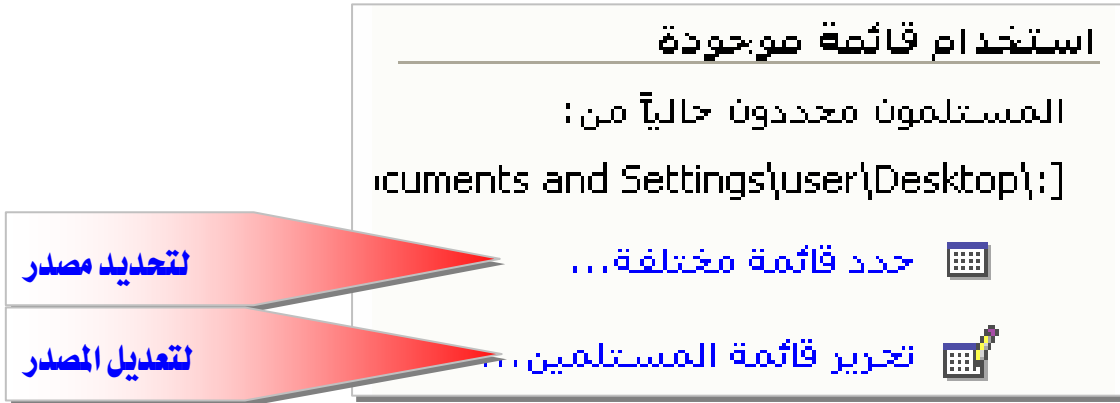 استخدام قائمة موجودة
المستلمون محددون حالياً من:
cuments and Settings\user\Desktop\:]
حدد قائمة مختلفة...
لتحديد مصدر
تحرير قائمة المستلمين...
لتعديل المصدر